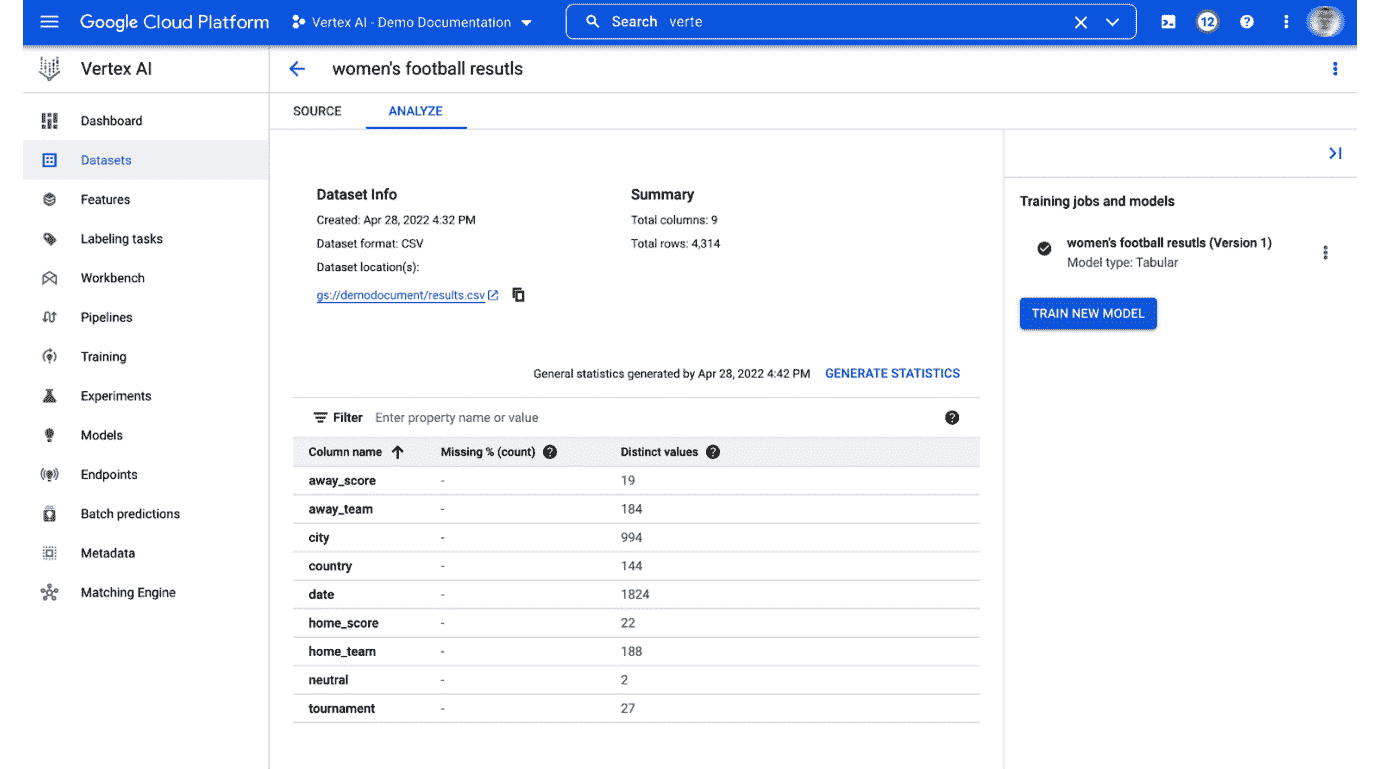 Google Cloud Platform
Vertex AI - Demo Documentation
Search verte
12
Vertex AI
women's football resutls
SOURCE
ANALYZE
Dashboard
Datasets
Features
Labeling tasks
Workbench
Pipelines
Training
Experiments
Models
Endpoints
Batch predictions
Metadata
Matching Engine
Dataset Info
Created: Apr 28, 2022 4:32 PM
Dataset format: CSV
Dataset location(s):
gs://demodocument/results.csv
Summary
Total columns: 9
Total rows: 4,314
General statistics generated by Apr 28, 2022 4:42 PM GENERATE STATISTICS
Filter Enter property name or value
Column name Missing % (count) Distinct values
away_score - 19
away_team - 184
city - 994
country - 144
date - 1824
home_score - 22
home_team - 188
neutral - 2
tournament - 27
Training jobs and models
women's football resutls (Version 1)
Model type: Tabular
TRAIN NEW MODEL